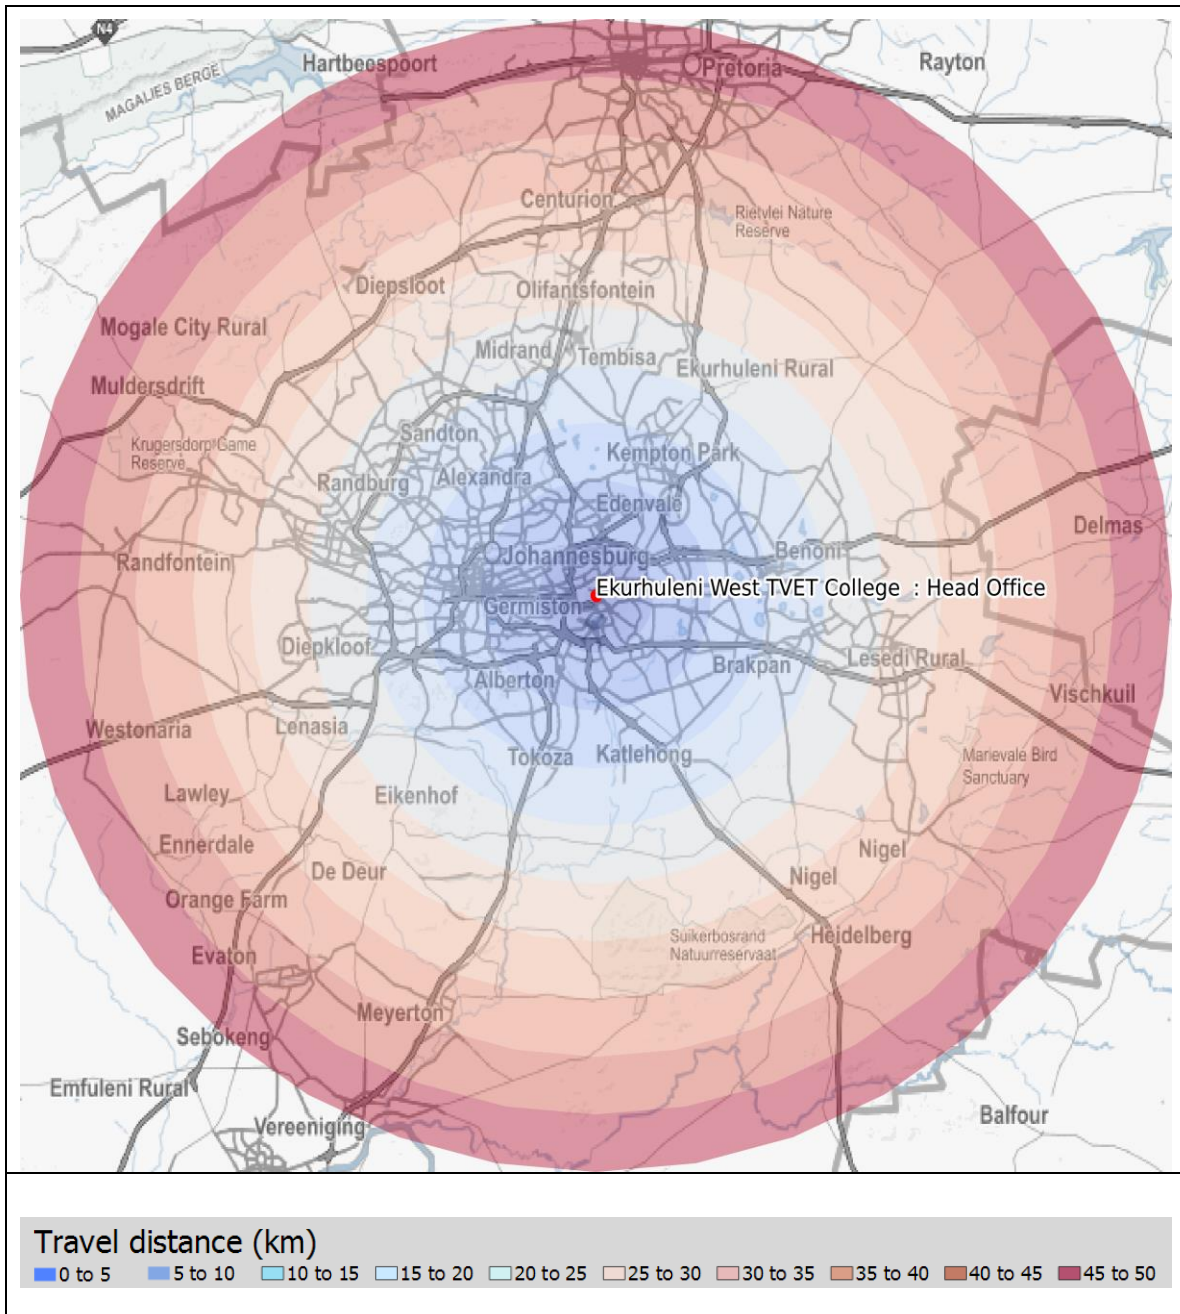 N4
Hartbeespoort
Pretoria
Rayton
MAGALIES BERGE
Centurion
Rietvlei Nature
Reserve
Diepsloot
Olifantsfontein
Mogale City Rural
Midrand
Tembisa
Ekurhuleni Rural
Muldersdrift
Sandton
Krugersdorp Game
Reserve
Kempton Park
Randburg
Alexandra
Edenvale
Delmas
Johannesburg
Benoni
Randfontein
Ekurhuleni West TVET College : Head Office
Germiston
Diepkloof
Lesedi Rural
Brakpan
Alberton
Vischkuil
Westonaria
Lenasia
Tokoza
Katlehong
Marievale Bird
Sanctuary
Lawley
Eikenhof
Ennerdale
Nigel
De Deur
Nigel
Orange Farm
Suikerbosrand
Natuurreservaat
Heidelberg
Evaton
Meyerton
Sebokeng
Emfuleni Rural
Balfour
Vereeniging
Travel distance (km)
0 to 5 5 to 10 10 to 15 15 to 20 20 to 25 25 to 30 30 to 35 35 to 40 40 to 45 45 to 50